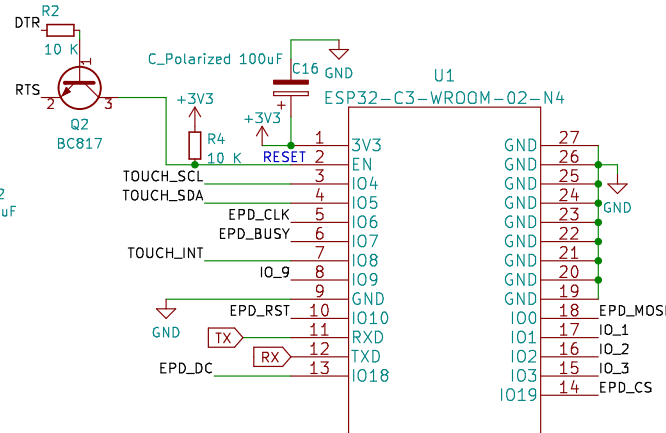 R2
DTR
10 K
1
RTS
2
3
Q2
BC817
C_Polarized 100uF
C16
GND
+
+3V3
+3V3
R4
10 K
RESET
U1
ESP32-C3-WROOM-02-N4
1 3V3
2 EN
TOUCH_SCL 3 IO4
TOUCH_SDA 4 IO5
EPD_CLK 5 IO6
EPD_BUSY 6 IO7
TOUCH_INT 7 IO8
IO_9 8 IO9
9 GND
GND
EPD_RST 10 IO10
TX 11 RXD
RX 12 TXD
EPD_DC 13 IO18
GND 27
GND 26
GND 25
GND 24
GND 23
GND 22
GND 21
GND 20
GND 19
GND
IO0 18 EPD_MOSI
IO1 17 IO_1
IO2 16 IO_2
IO3 15 IO_3
IO19 14 EPD_CS
2
uF